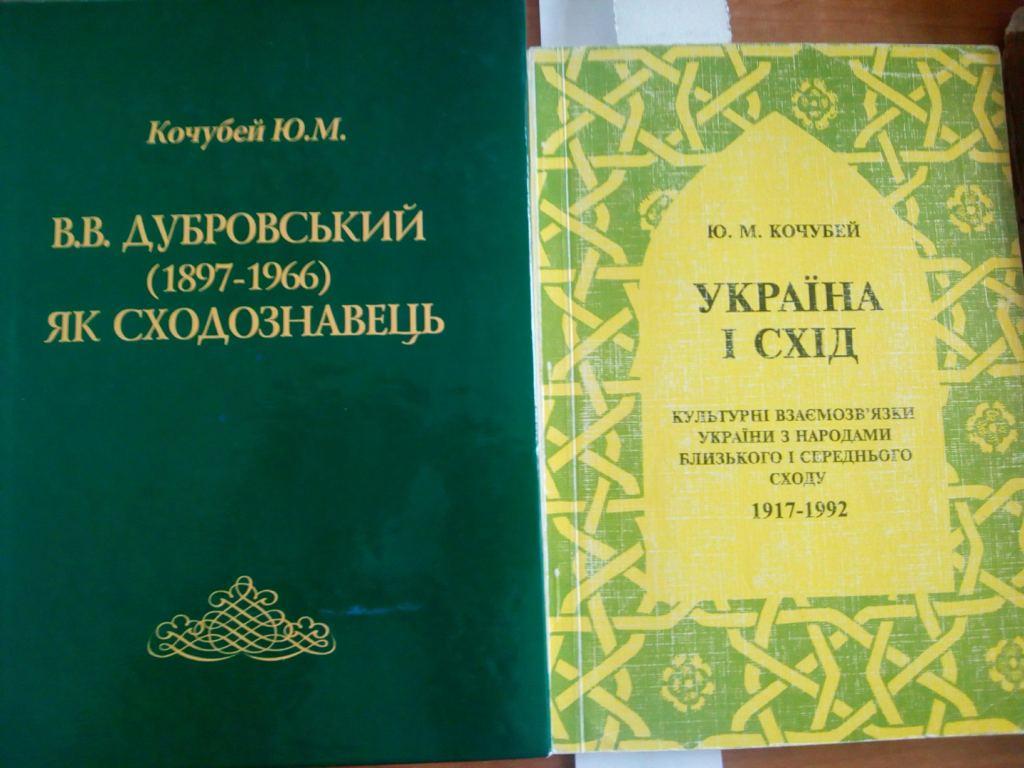 Кочубей Ю.М.
В.В. ДУБРОВСЬКИЙ
(1897-1966)
ЯК СХОДОЗНАВЕЦЬ
Ю. М. КОЧУБЕЙ
УКРАЇНА
І СХІД
КУЛЬТУРНІ ВЗАЄМОЗВ'ЯЗКИ
УКРАЇНИ З НАРОДАМИ
БЛИЗЬКОГО І СЕРЕДНЬОГО
СХОДУ
1917-1992